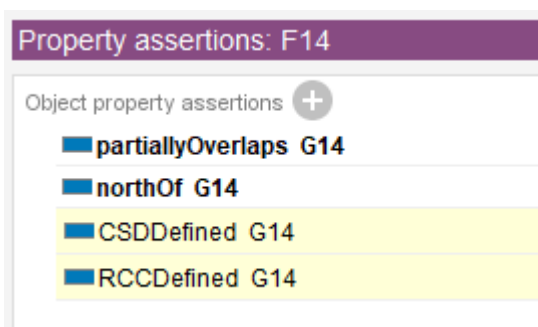 Property assertions: F14
Object property assertions
partiallyOverlaps G14
northOf G14
CSDDefined G14
RCCDefined G14